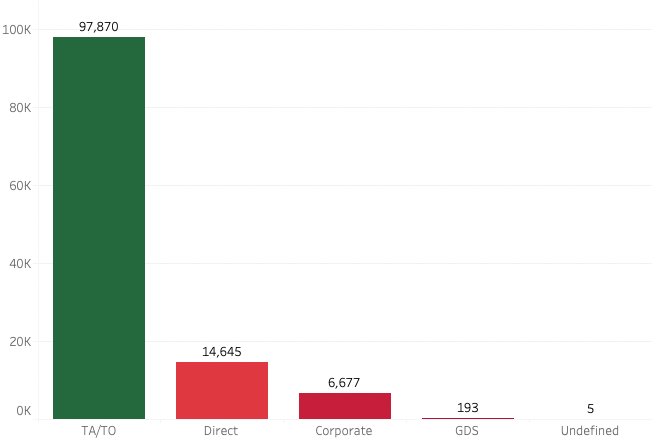 100K
97,870
80K
60K
40K
20K
14,645
6,677
193
5
0K
TA/TO
Direct
Corporate
GDS
Undefined